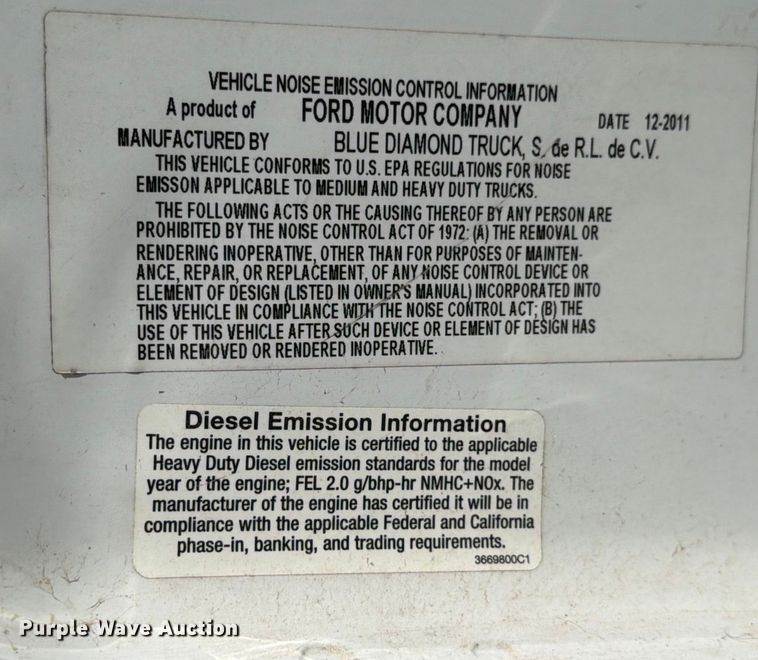 VEHICLE NOISE EMISSION CONTROL INFORMATION
A product of FORD MOTOR COMPANY DATE 12-2011
MANUFACTURED BY BLUE DIAMOND TRUCK, S. de R.L. de C.V.
THIS VEHICLE CONFORMS TO U.S. EPA REGULATIONS FOR NOISE
EMISSON APPLICABLE TO MEDIUM AND HEAVY DUTY TRUCKS.
THE FOLLOWING ACTS OR THE CAUSING THEREOF BY ANY PERSON ARE
PROHIBITED BY THE NOISE CONTROL ACT OF 1972: (A) THE REMOVAL OR
RENDERING INOPERATIVE, OTHER THAN FOR PURPOSES OF MAINTEN-
ANCE, REPAIR, OR REPLACEMENT, OF ANY NOISE CONTROL DEVICE OR
ELEMENT OF DESIGN (LISTED IN OWNER'S MANUAL) INCORPORATED INTO
THIS VEHICLE IN COMPLIANCE WITH THE NOISE CONTROL ACT; (B) THE
USE OF THIS VEHICLE AFTER SUCH DEVICE OR ELEMENT OF DESIGN HAS
BEEN REMOVED OR RENDERED INOPERATIVE.
Diesel Emission Information
The engine in this vehicle is certified to the applicable
Heavy Duty Diesel emission standards for the model
year of the engine; FEL 2.0 g/bhp-hr NMHC+NOx. The
manufacturer of the engine has certified it will be in
compliance with the applicable Federal and California
phase-in, banking, and trading requirements.
3669800C1
Purple Wave Auction